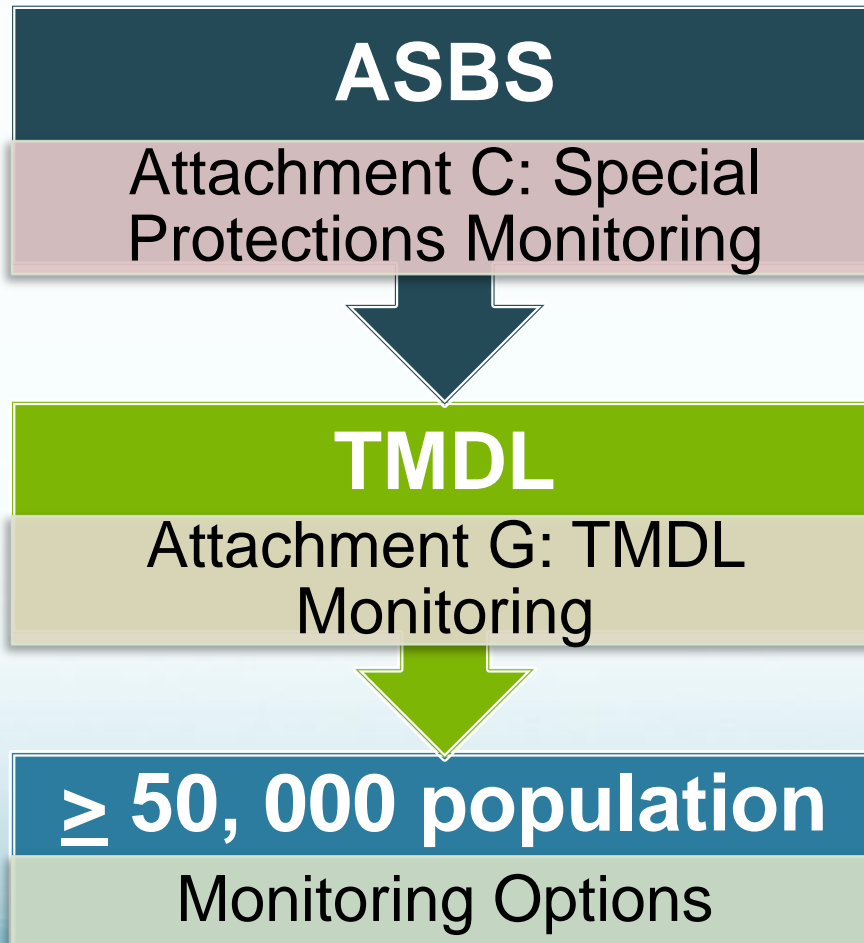 ASBS
Attachment C: Special
Protections Monitoring
TMDL
Attachment G: TMDL
Monitoring
≥ 50, 000 population
Monitoring Options